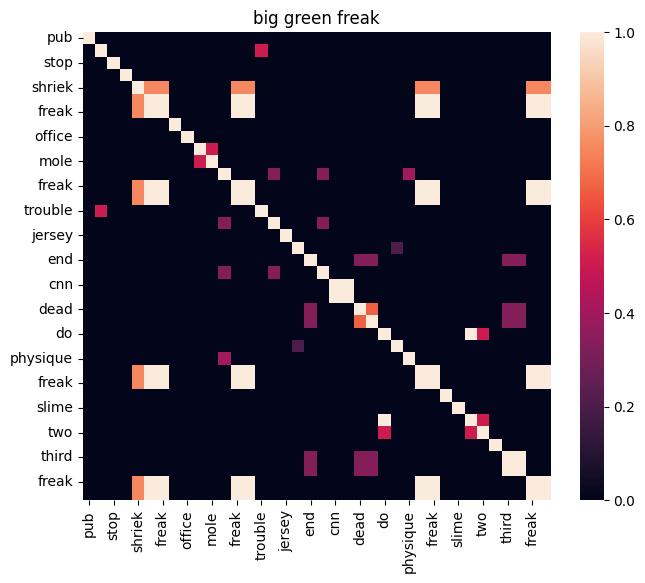 big green freak
pub
stop
shriek
freak
office
mole
freak
trouble
jersey
end
cnn
dead
do
physique
freak
slime
two
third
freak
pub
stop
shriek
freak
office
mole
freak
trouble
jersey
end
cnn
dead
do
physique
freak
slime
two
third
freak
1.0
0.8
0.6
0.4
0.2
0.0